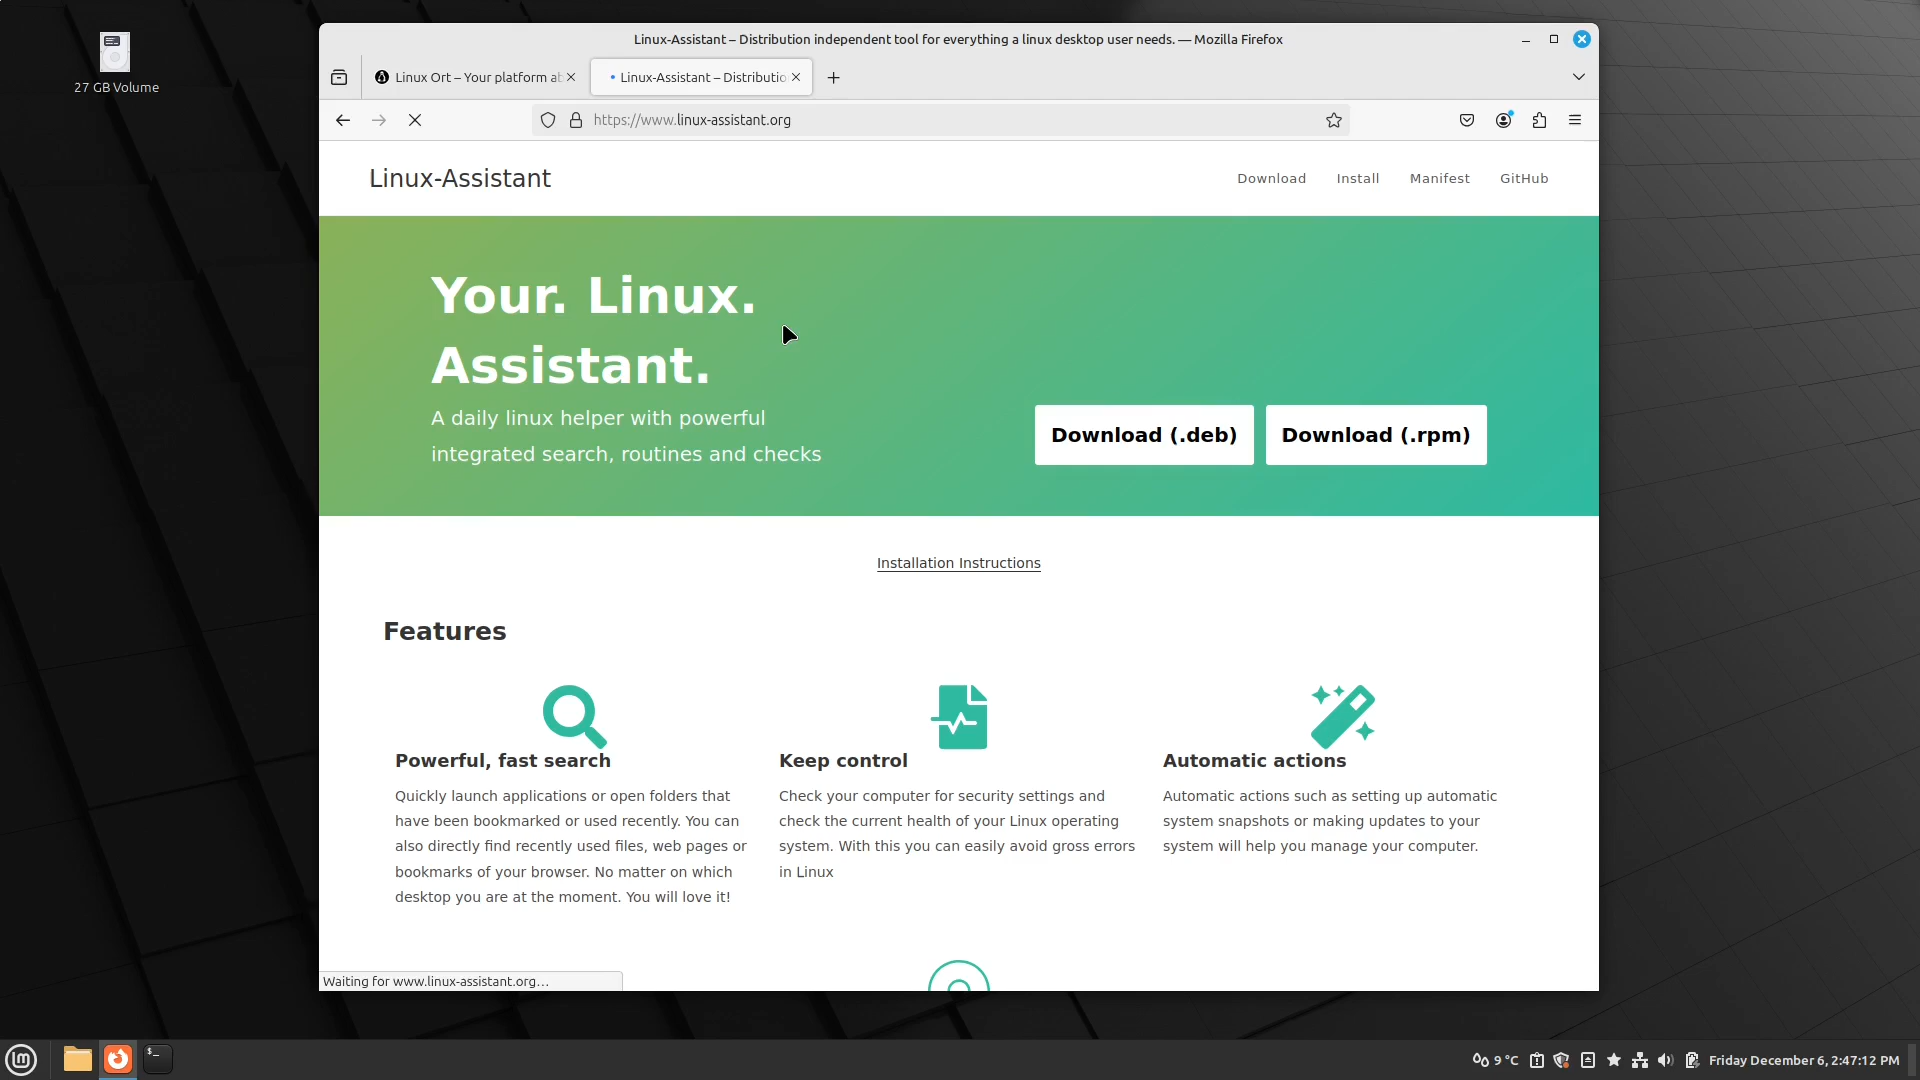 27 GB Volume
Linux-Assistant – Distribution independent tool for everything a linux desktop user needs. — Mozilla Firefox
Linux Ort – Your platform ab
Linux-Assistant – Distributio
https://www.linux-assistant.org
Linux-Assistant
Download
Install
Manifest
GitHub
Your. Linux.
Assistant.
A daily linux helper with powerful
integrated search, routines and checks
Download (.deb)
Download (.rpm)
Installation Instructions
Features
Powerful, fast search
Quickly launch applications or open folders that
have been bookmarked or used recently. You can
also directly find recently used files, web pages or
bookmarks of your browser. No matter on which
desktop you are at the moment. You will love it!
Keep control
Check your computer for security settings and
check the current health of your Linux operating
system. With this you can easily avoid gross errors
in Linux
Automatic actions
Automatic actions such as setting up automatic
system snapshots or making updates to your
system will help you manage your computer.
Waiting for www.linux-assistant.org…
9 °C
Friday December 6, 2:47:12 PM